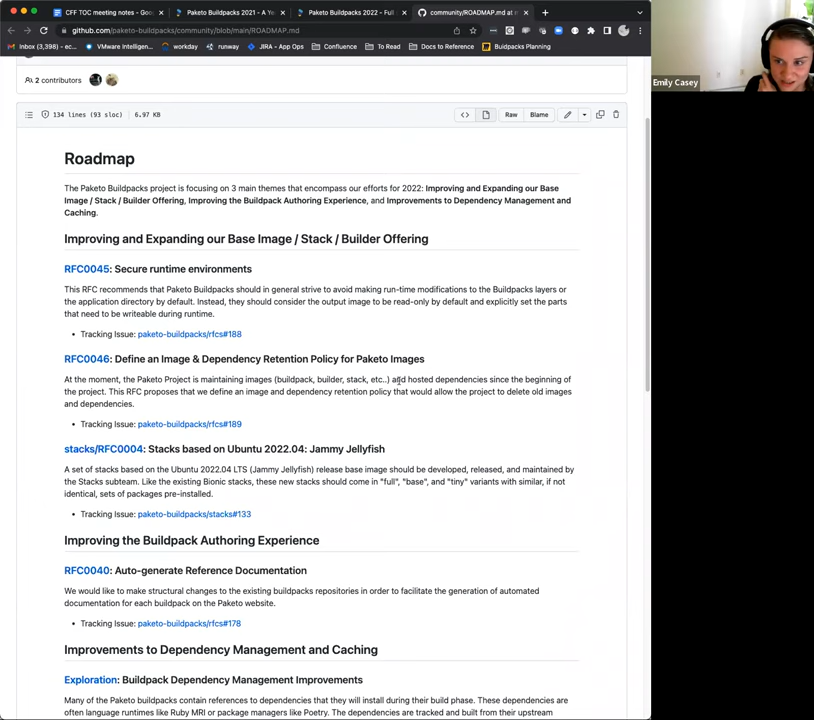 CFF TOC meeting notes - Goo
Paketo Buildpacks 2021 - A Ye
Paketo Buildpacks 2022 - Full
community/ROADMAP.md at m
github.com/paketo-buildpacks/community/blob/main/ROADMAP.md
Inbox (3,398) - ec...
VMware Intelligen...
workday
runway
JIRA - App Ops
Confluence
To Read
Docs to Reference
Buidpacks Planning
Emily Casey
2 contributors
134 lines (93 sloc)
6.97 KB
Raw
Blame
Roadmap
The Paketo Buildpacks project is focusing on 3 main themes that encompass our efforts for 2022: Improving and Expanding our Base
Image / Stack / Builder Offering, Improving the Buildpack Authoring Experience, and Improvements to Dependency Management and
Caching.
Improving and Expanding our Base Image / Stack / Builder Offering
RFC0045: Secure runtime environments
This RFC recommends that Paketo Buildpacks should in general strive to avoid making run-time modifications to the Buildpacks layers or
the application directory by default. Instead, they should consider the output image to be read-only by default and explicitly set the parts
that need to be writeable during runtime.
• Tracking Issue: paketo-buildpacks/rfcs#188
RFC0046: Define an Image & Dependency Retention Policy for Paketo Images
At the moment, the Paketo Project is maintaining images (buildpack, builder, stack, etc..) and hosted dependencies since the beginning of
the project. This RFC proposes that we define an image and dependency retention policy that would allow the project to delete old images
and dependencies.
• Tracking Issue: paketo-buildpacks/rfcs#189
stacks/RFC0004: Stacks based on Ubuntu 2022.04: Jammy Jellyfish
A set of stacks based on the Ubuntu 2022.04 LTS (Jammy Jellyfish) release base image should be developed, released, and maintained by
the Stacks subteam. Like the existing Bionic stacks, these new stacks should come in "full", "base", and "tiny" variants with similar, if not
identical, sets of packages pre-installed.
• Tracking Issue: paketo-buildpacks/stacks#133
Improving the Buildpack Authoring Experience
RFC0040: Auto-generate Reference Documentation
We would like to make structural changes to the existing buildpacks repositories in order to facilitate the generation of automated
documentation for each buildpack on the Paketo website.
• Tracking Issue: paketo-buildpacks/rfcs#178
Improvements to Dependency Management and Caching
Exploration: Buildpack Dependency Management Improvements
Many of the Paketo buildpacks contain references to dependencies that they will install during their build phase. These dependencies are
often language runtimes like Ruby MRI or package managers like Poetry. The dependencies are tracked and built from their upstream